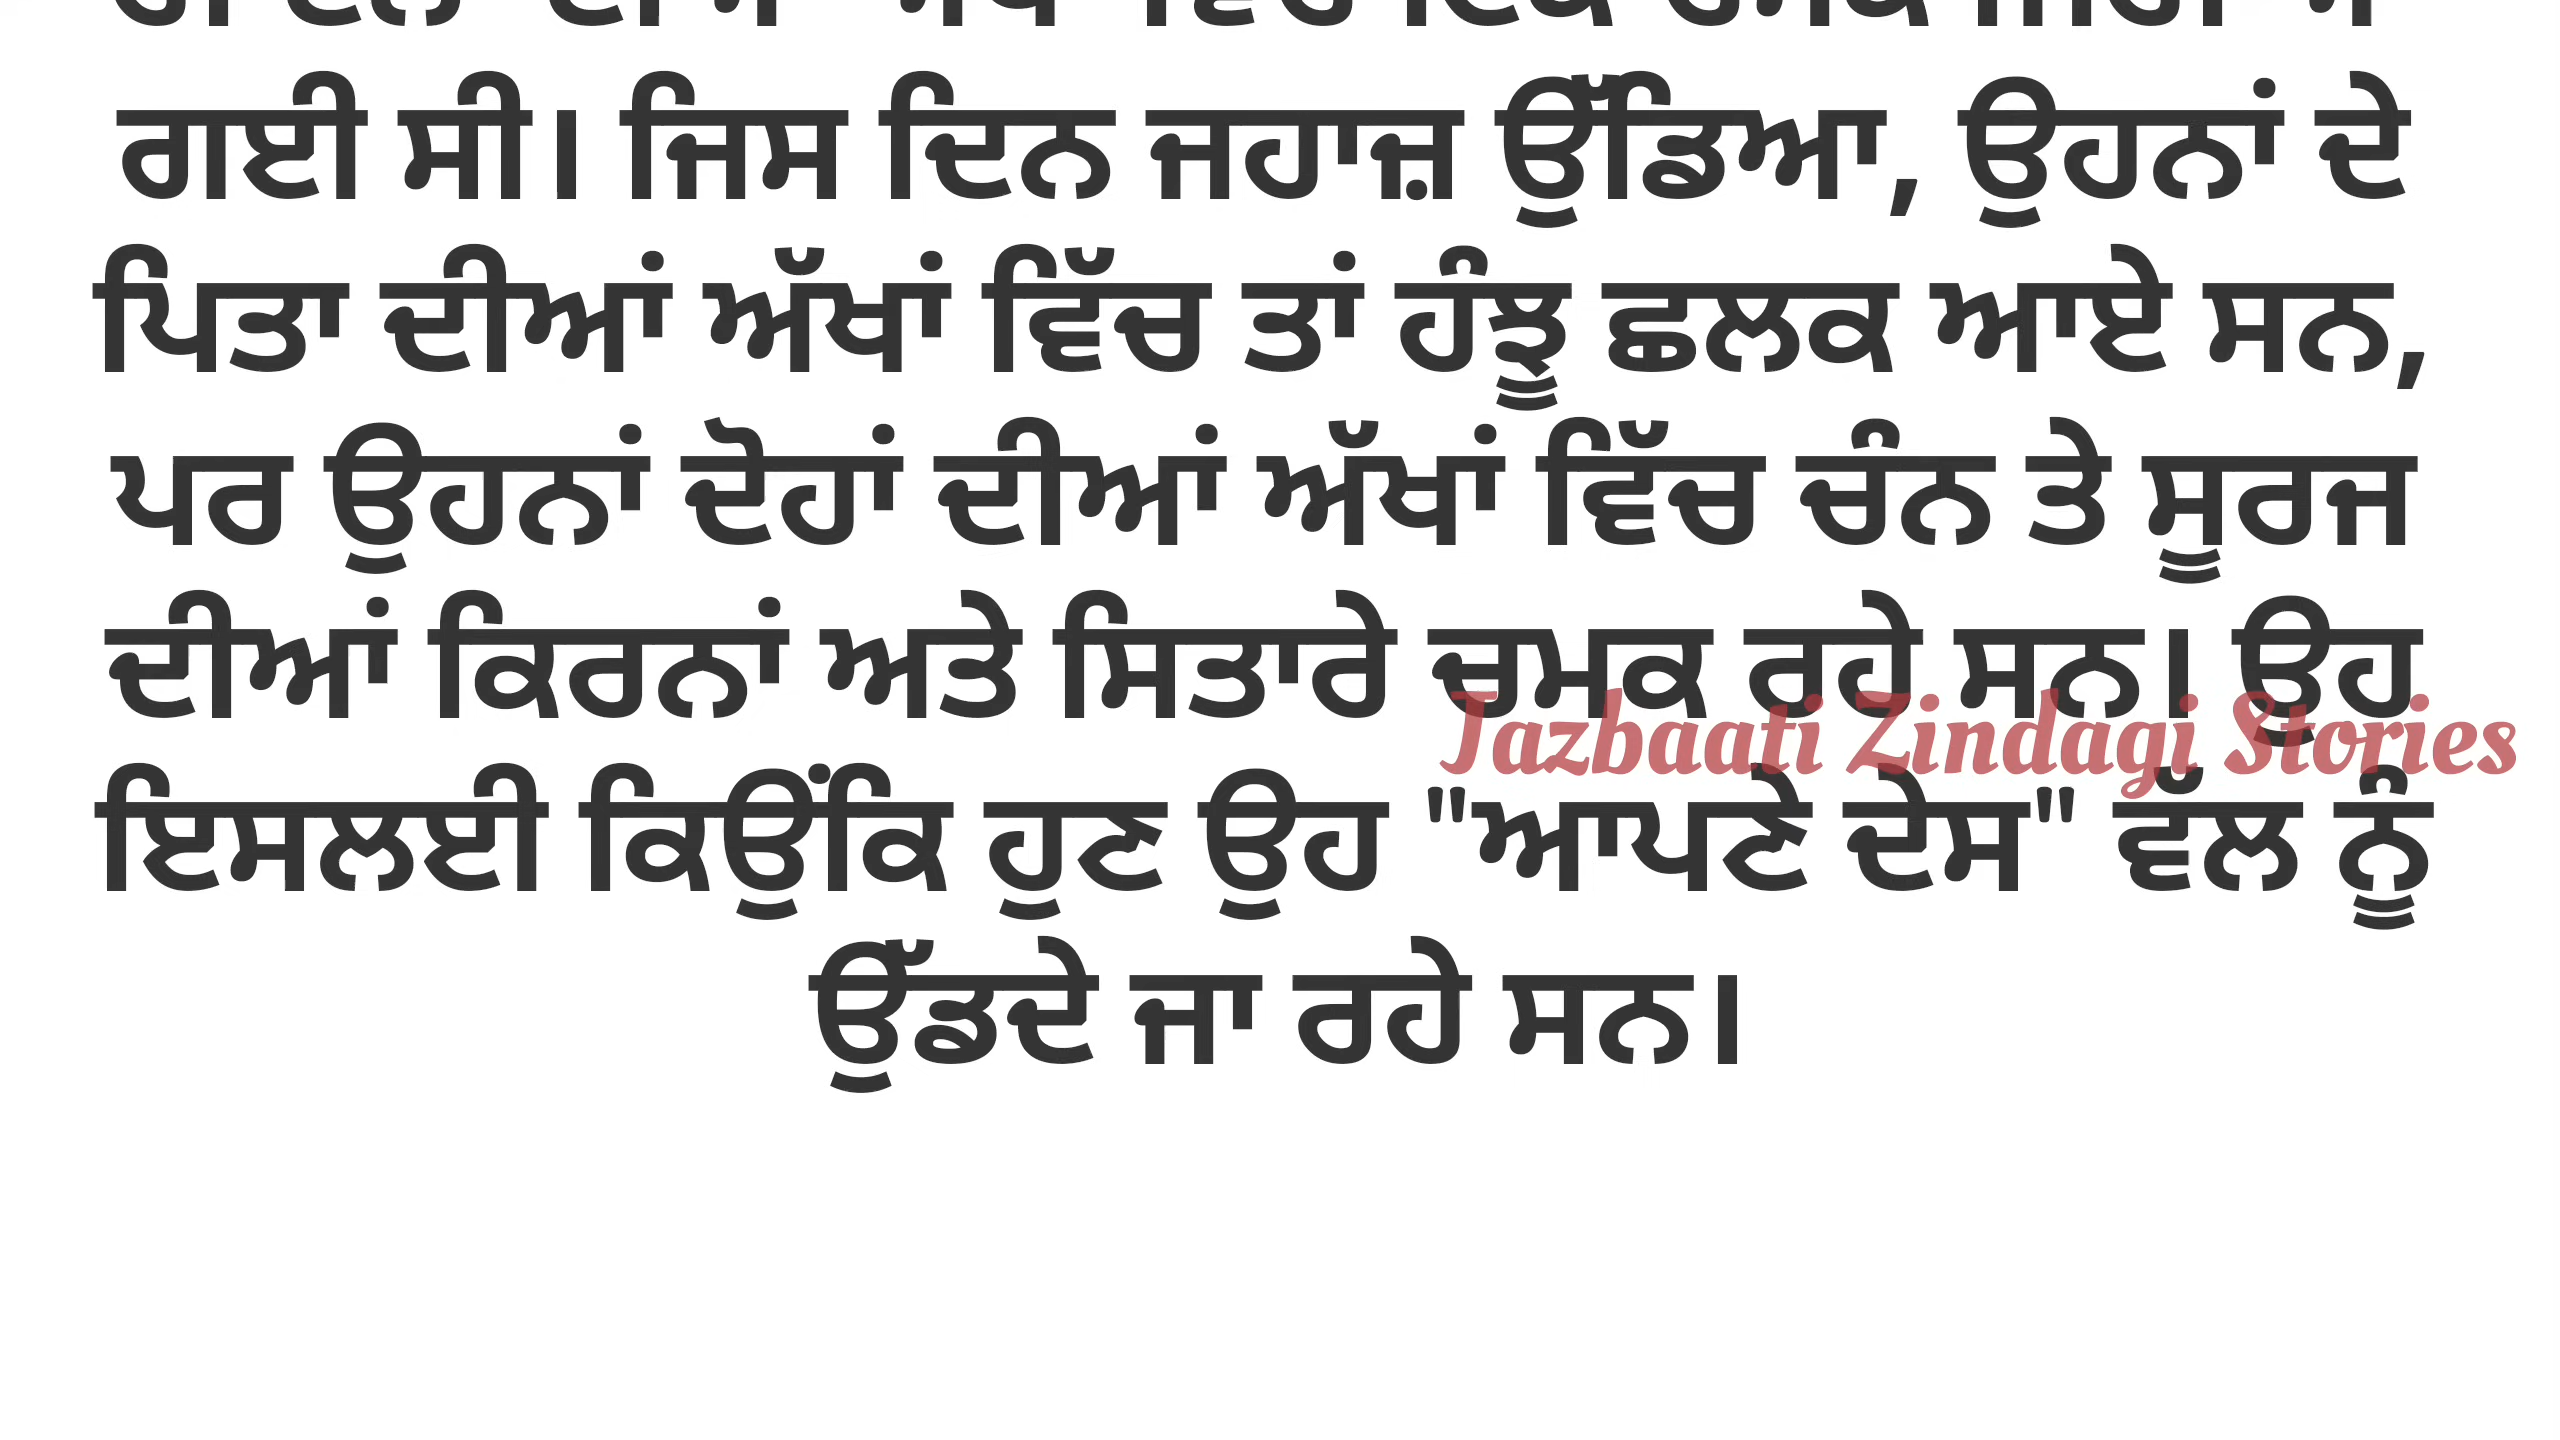 ਗਈ ਸੀ। ਜਿਸ ਦਿਨ ਜਹਾਜ਼ ਉੱਡਿਆ, ਉਹਨਾਂ ਦੇ
ਪਿਤਾ ਦੀਆਂ ਅੱਖਾਂ ਵਿੱਚ ਤਾਂ ਹੰਝੂ ਛਲਕ ਆਏ ਸਨ,
ਪਰ ਉਹਨਾਂ ਦੋਹਾਂ ਦੀਆਂ ਅੱਖਾਂ ਵਿੱਚ ਚੰਨ ਤੇ ਸੂਰਜ
ਦੀਆਂ ਕਿਰਨਾਂ ਅਤੇ ਸਿਤਾਰੇ ਚਮਕ ਰਹੇ ਸਨ। ਉਹ
Jazbaati Zindagi Stories
ਇਸਲਈ ਕਿਉਂਕਿ ਹੁਣ ਉਹ "ਆਪਣੇ ਦੇਸ" ਵੱਲ ਨੂੰ
ਉੱਡਦੇ ਜਾ ਰਹੇ ਸਨ।